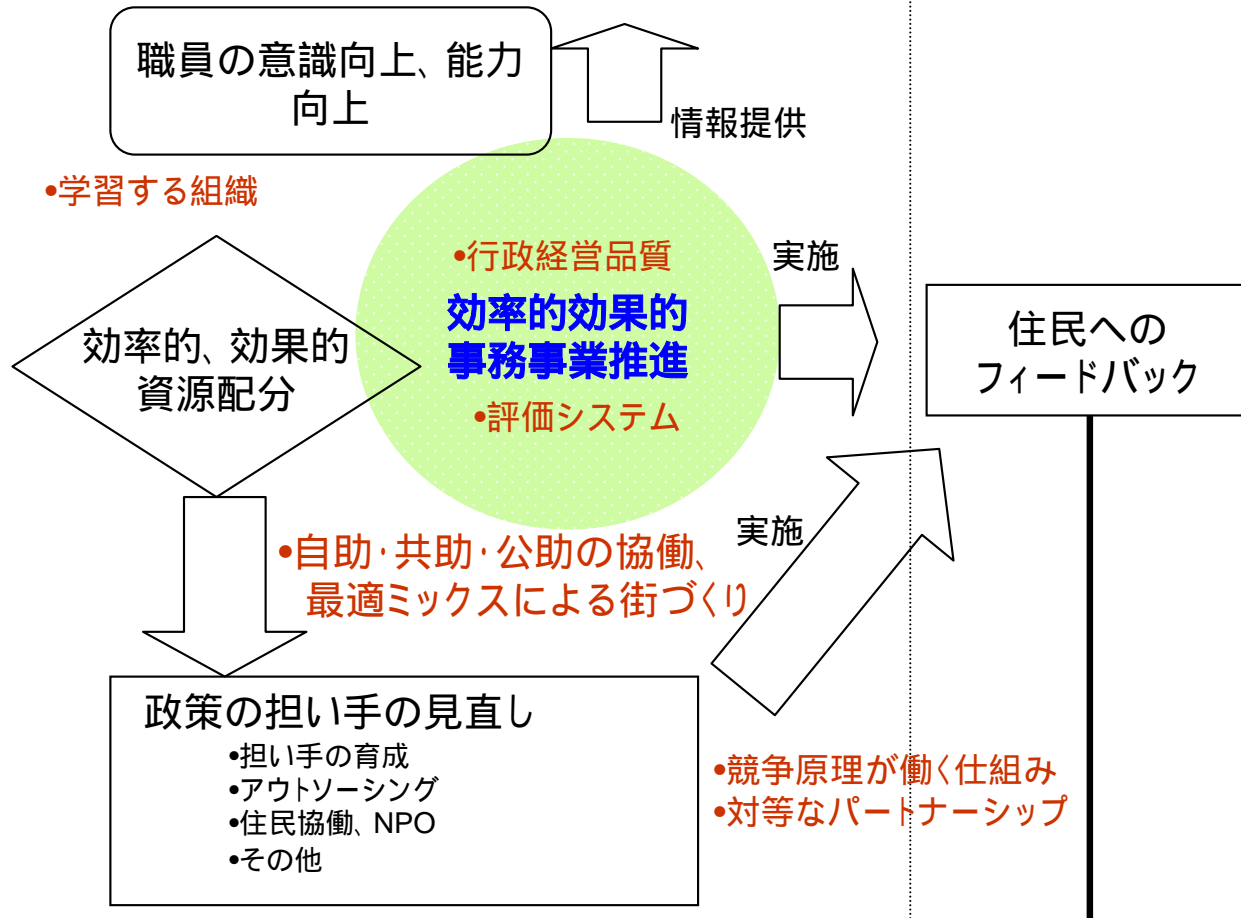 職員の意識向上、能力
向上
情報提供
•学習する組織
•行政経営品質
実施
効率的効果的
事務事業推進
•評価システム
効率的、効果的
資源配分
住民への
フィードバック
•自助・共助・公助の協働、
最適ミックスによる街づくり
実施
政策の担い手の見直し
•担い手の育成
•アウトソーシング
•住民協働、NPO
•その他
•競争原理が働く仕組み
•対等なパートナーシップ